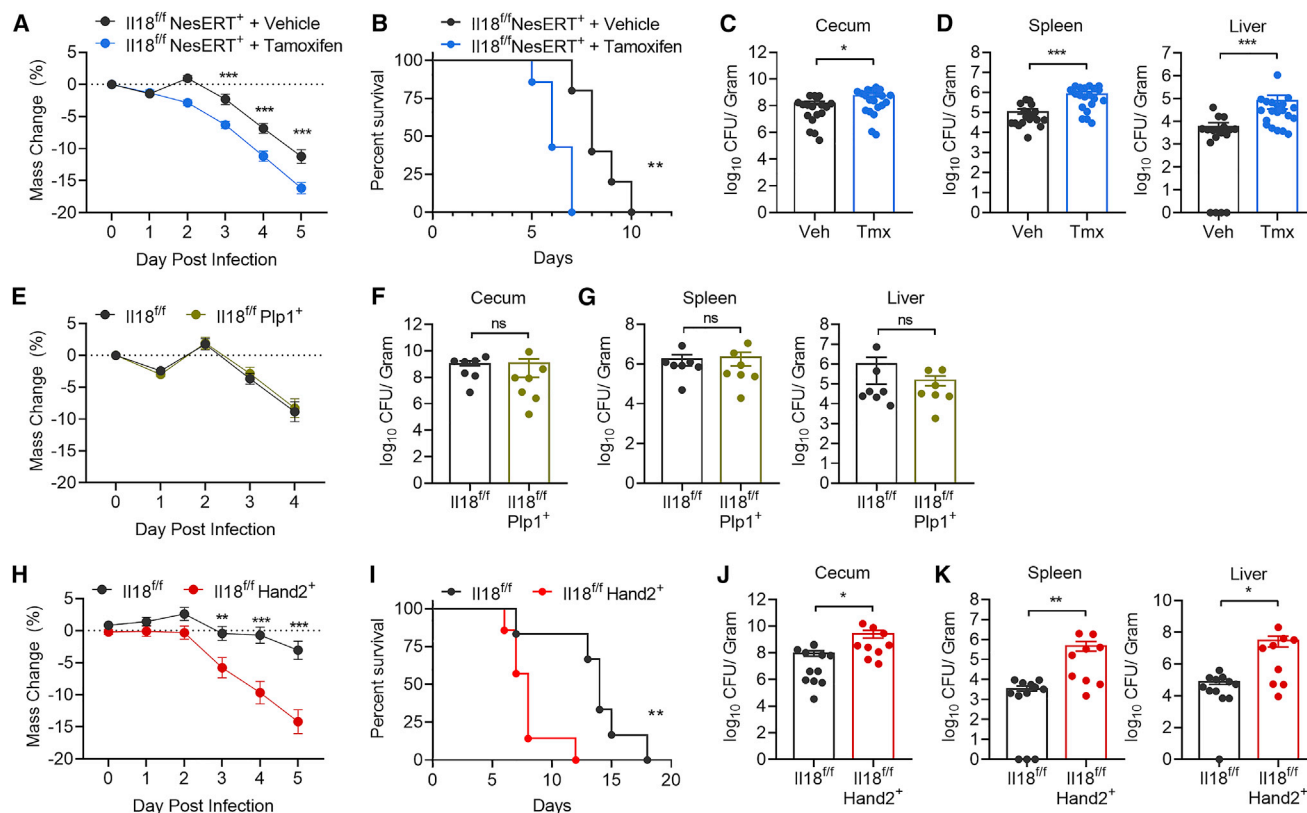 A
Il18f/f NesERT+ + Vehicle
Il18f/f NesERT+ + Tamoxifen
Mass Change (%)
5
0
-5
-10
-15
-20
***
***
***
0 1 2 3 4 5
Day Post Infection
B
Il18f/f NesERT+ + Vehicle
Il18f/f NesERT+ + Tamoxifen
Percent survival
100
75
50
25
0
**
0 5 10
Days
C
Cecum
log10 CFU/ Gram
12
10
8
6
4
2
0
*
Veh Tmx
D
Spleen
log10 CFU/ Gram
8
7
6
5
4
3
2
1
0
***
Veh Tmx
Liver
log10 CFU/ Gram
7
6
5
4
3
2
1
0
***
Veh Tmx
E
Il18f/f Il18f/f Plp1+
Mass Change (%)
5
0
-5
-10
-15
-20
0 1 2 3 4
Day Post Infection
F
Cecum
log10 CFU/ Gram
12
10
8
6
4
2
0
ns
Il18f/f Il18f/f
Plp1+
G
Spleen
log10 CFU/ Gram
8
6
4
2
0
ns
Il18f/f Il18f/f
Plp1+
Liver
log10 CFU/ Gram
8
7
6
5
4
3
2
1
0
ns
Il18f/f Il18f/f
Plp1+
H
Il18f/f Il18f/f Hand2+
Mass Change (%)
5
0
-5
-10
-15
-20
** *** ***
0 1 2 3 4 5
Day Post Infection
I
Il18f/f Il18f/f Hand2+
Percent survival
100
75
50
25
0
**
0 5 10 15 20
Days
J
Cecum
log10 CFU/ Gram
12
10
8
6
4
2
0
*
Il18f/f Il18f/f
Hand2+
K
Spleen
log10 CFU/ Gram
8
6
4
2
0
**
Il18f/f Il18f/f
Hand2+
Liver
log10 CFU/ Gram
10
8
6
4
2
0
*
Il18f/f Il18f/f
Hand2+